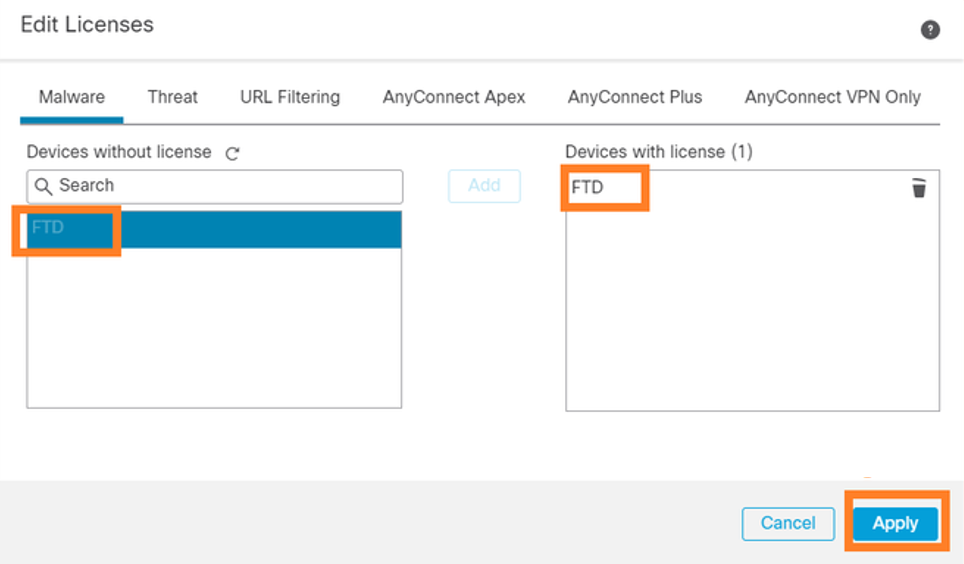 Edit Licenses
?
Malware Threat URL Filtering AnyConnect Apex AnyConnect Plus AnyConnect VPN Only
Devices without license
Devices with license (1)
Search
Add
FTD
FTD
Cancel
Apply